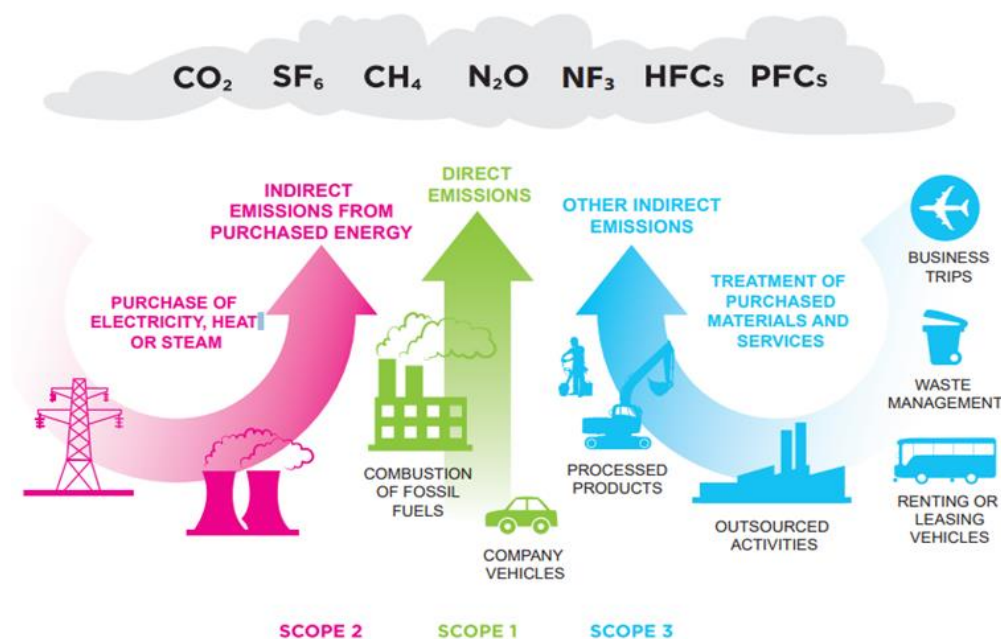 CO₂ SF₆ CH₄ N₂O NF₃ HFCs PFCs
INDIRECT
EMISSIONS FROM
PURCHASED ENERGY
DIRECT
EMISSIONS
OTHER INDIRECT
EMISSIONS
PURCHASE OF
ELECTRICITY, HEAT
OR STEAM
TREATMENT OF
PURCHASED
MATERIALS AND
SERVICES
BUSINESS
TRIPS
WASTE
MANAGEMENT
COMBUSTION
OF FOSSIL
FUELS
COMPANY
VEHICLES
PROCESSED
PRODUCTS
OUTSOURCED
ACTIVITIES
RENTING OR
LEASING
VEHICLES
SCOPE 2 SCOPE 1 SCOPE 3